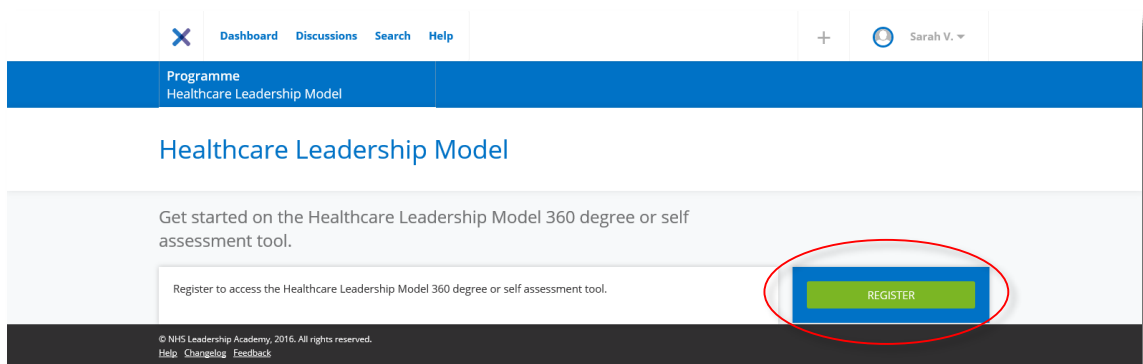 Dashboard Discussions Search Help
Sarah V.
Programme
Healthcare Leadership Model
Healthcare Leadership Model
Get started on the Healthcare Leadership Model 360 degree or self
assessment tool.
Register to access the Healthcare Leadership Model 360 degree or self assessment tool.
REGISTER
© NHS Leadership Academy, 2016. All rights reserved.
Help Changelog Feedback